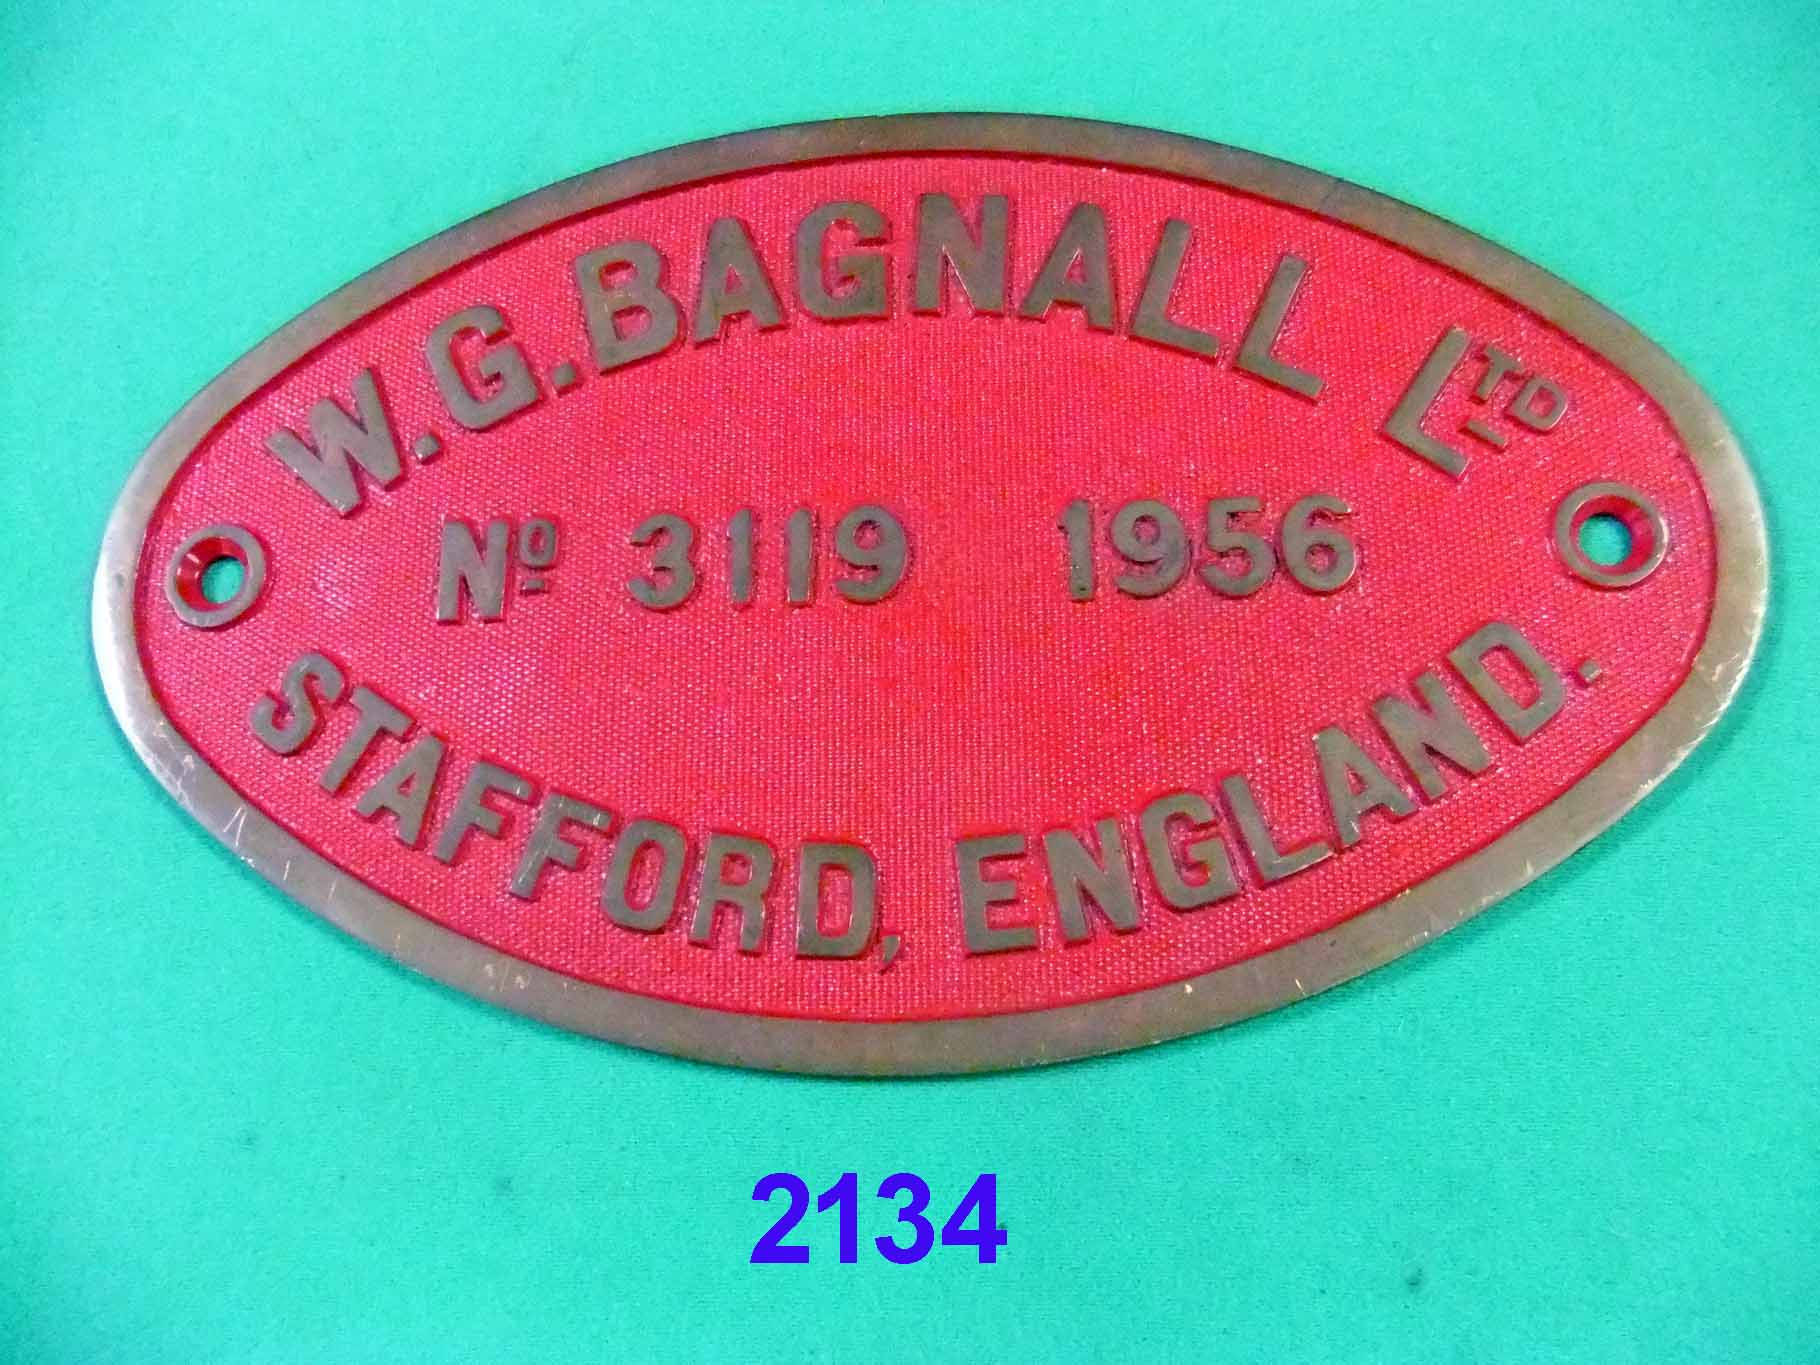 W.G.BAGNALL LTD
No 3119 1956
STAFFORD, ENGLAND.
2134